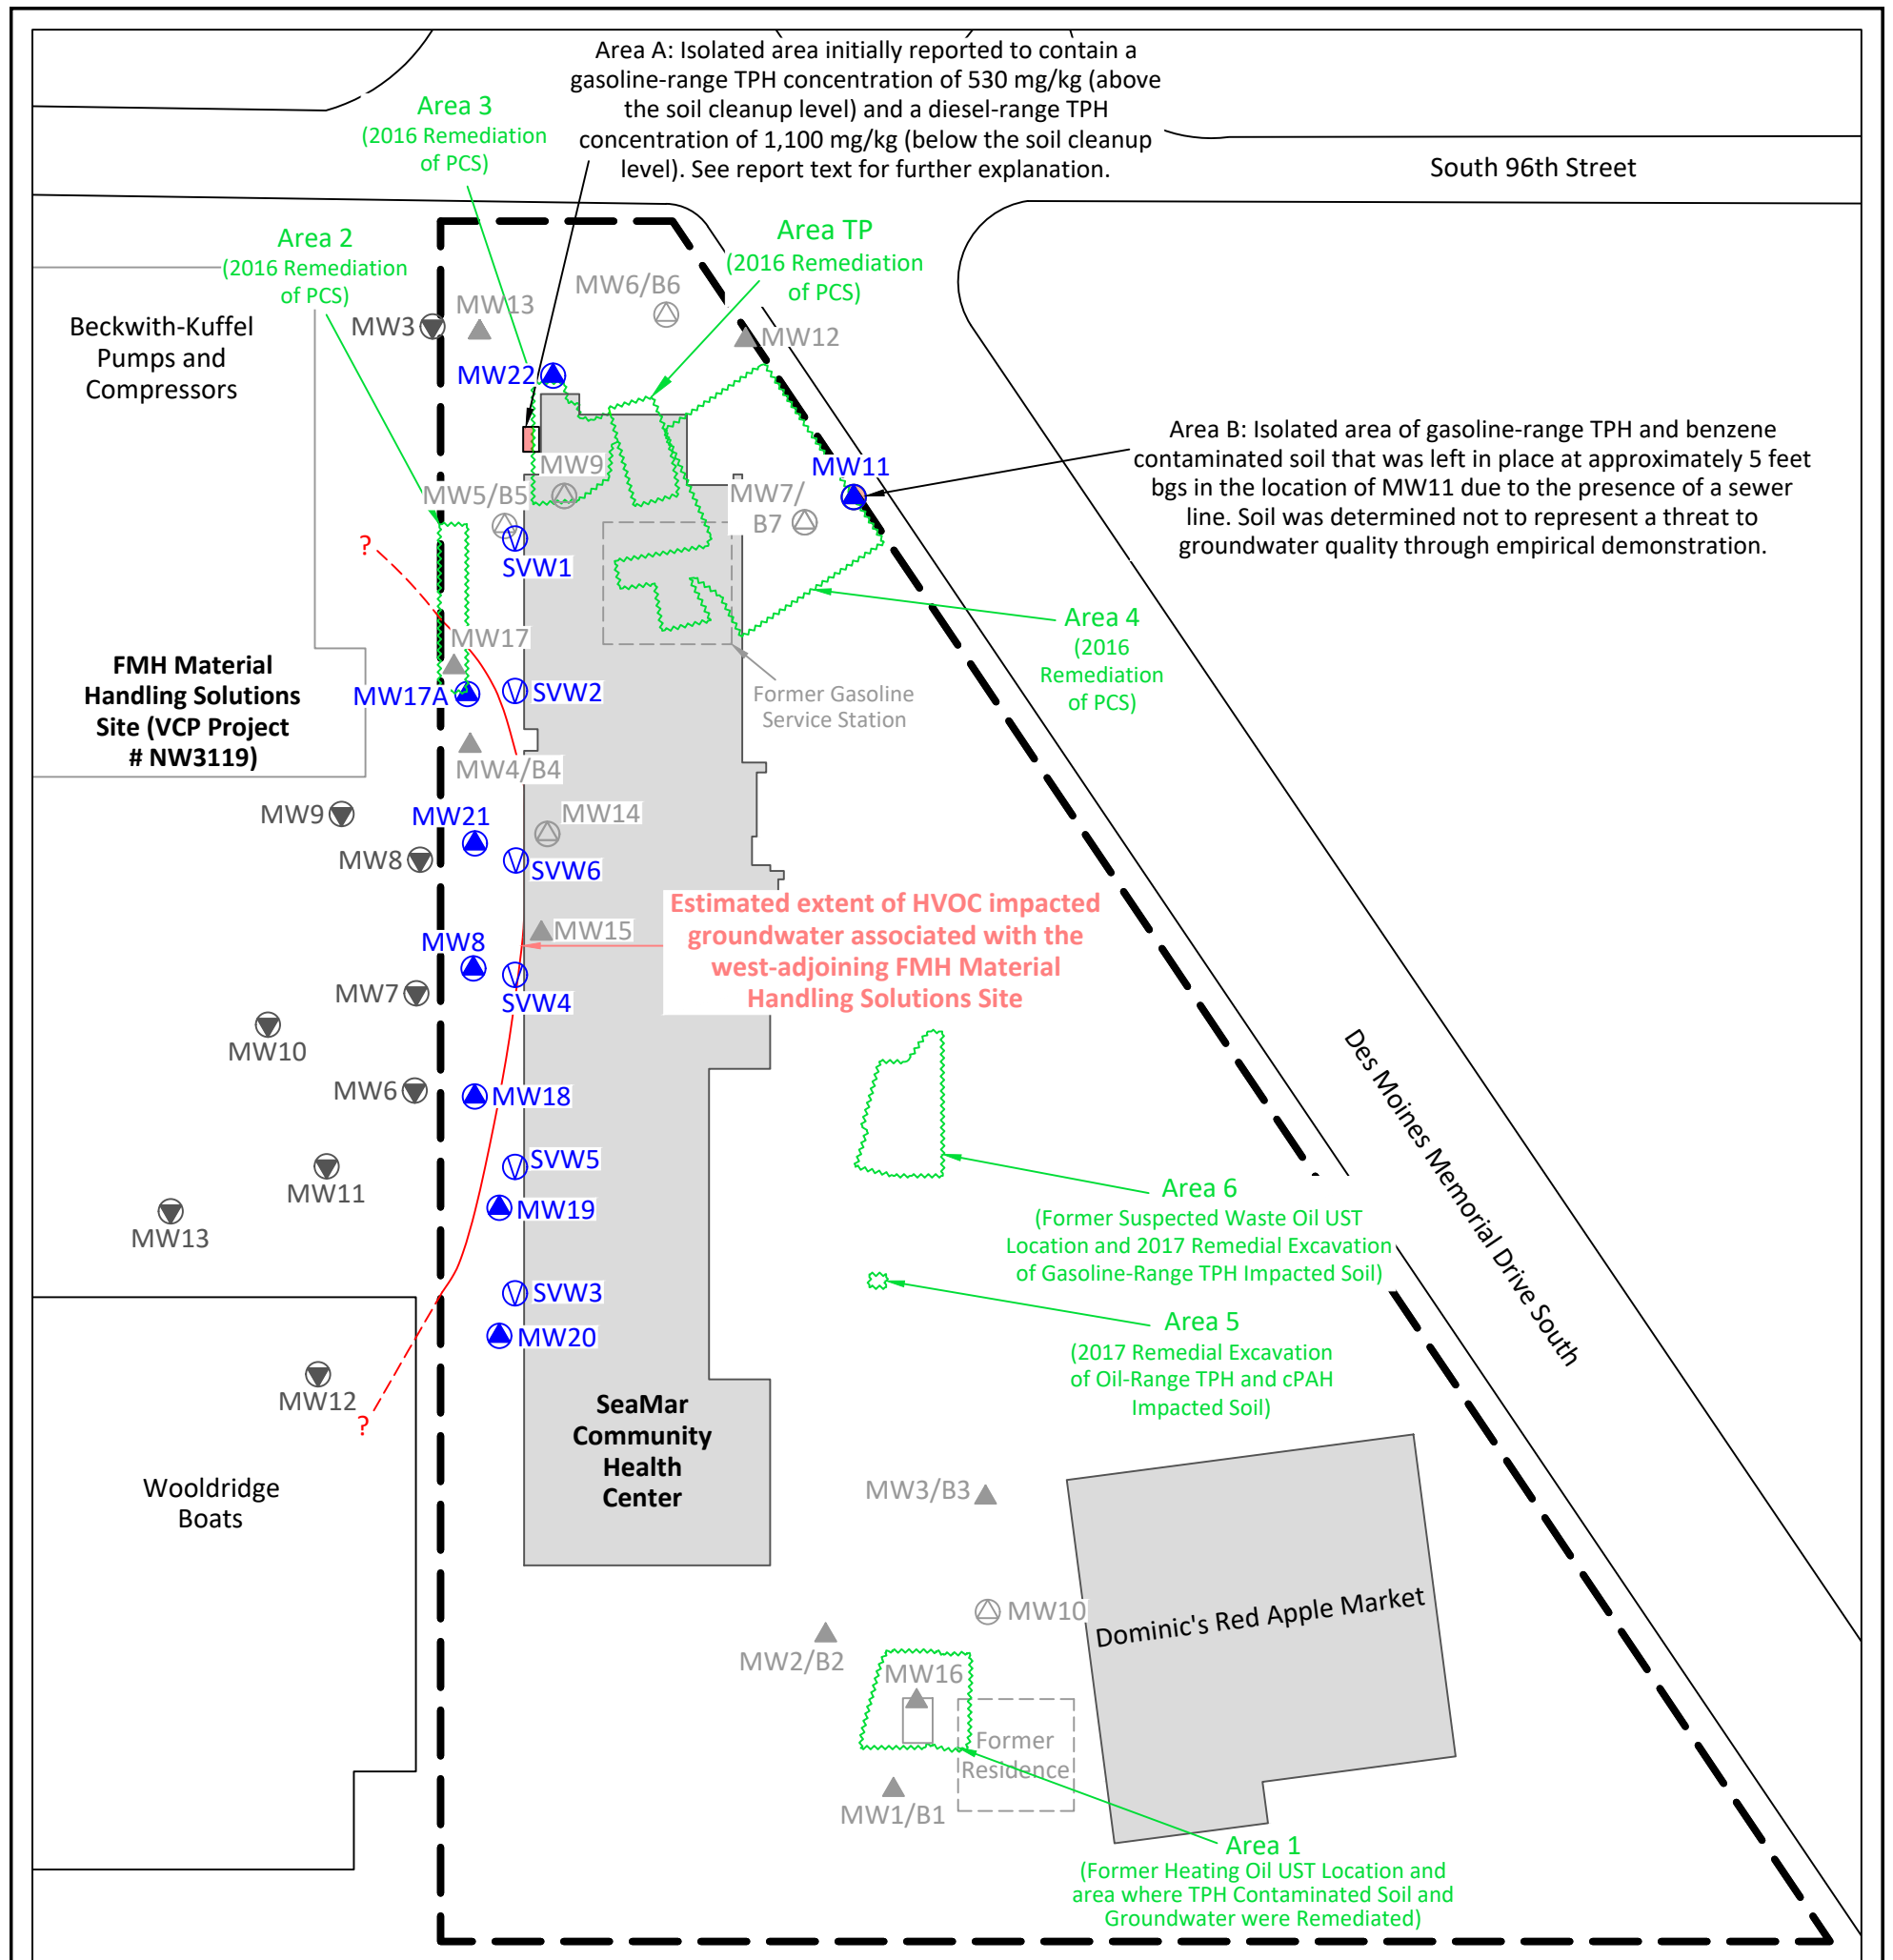 Area A: Isolated area initially reported to contain a
gasoline-range TPH concentration of 530 mg/kg (above
the soil cleanup level) and a diesel-range TPH
concentration of 1,100 mg/kg (below the soil cleanup
level). See report text for further explanation.
South 96th Street
Area 3
(2016 Remediation
of PCS)
Area 2
(2016 Remediation
of PCS)
Area TP
(2016 Remediation
of PCS)
Beckwith-Kuffel
Pumps and
Compressors
MW3
MW13
MW6/B6
MW12
MW22
MW9
MW5/B5
MW7/
B7
MW11
Area B: Isolated area of gasoline-range TPH and benzene
contaminated soil that was left in place at approximately 5 feet
bgs in the location of MW11 due to the presence of a sewer
line. Soil was determined not to represent a threat to
groundwater quality through empirical demonstration.
?
SVW1
Area 4
(2016
Remediation
of PCS)
MW17
FMH Material
Handling Solutions
Site (VCP Project
# NW3119)
MW17A
SVW2
Former Gasoline
Service Station
MW4/B4
MW9
MW21
MW14
MW8
SVW6
Estimated extent of HVOC impacted
groundwater associated with the
west-adjoining FMH Material
Handling Solutions Site
MW15
MW8
SVW4
MW7
MW10
MW6
MW18
Des Moines Memorial Drive South
SVW5
MW11
MW19
MW13
Area 6
(Former Suspected Waste Oil UST
Location and 2017 Remedial Excavation
of Gasoline-Range TPH Impacted Soil)
SVW3
MW20
Area 5
(2017 Remedial Excavation
of Oil-Range TPH and cPAH
Impacted Soil)
MW12
?
SeaMar
Community
Health
Center
Wooldridge
Boats
MW3/B3
MW10
Dominic's Red Apple Market
MW2/B2
MW16
Former
Residence
MW1/B1
Area 1
(Former Heating Oil UST Location and
area where TPH Contaminated Soil and
Groundwater were Remediated)